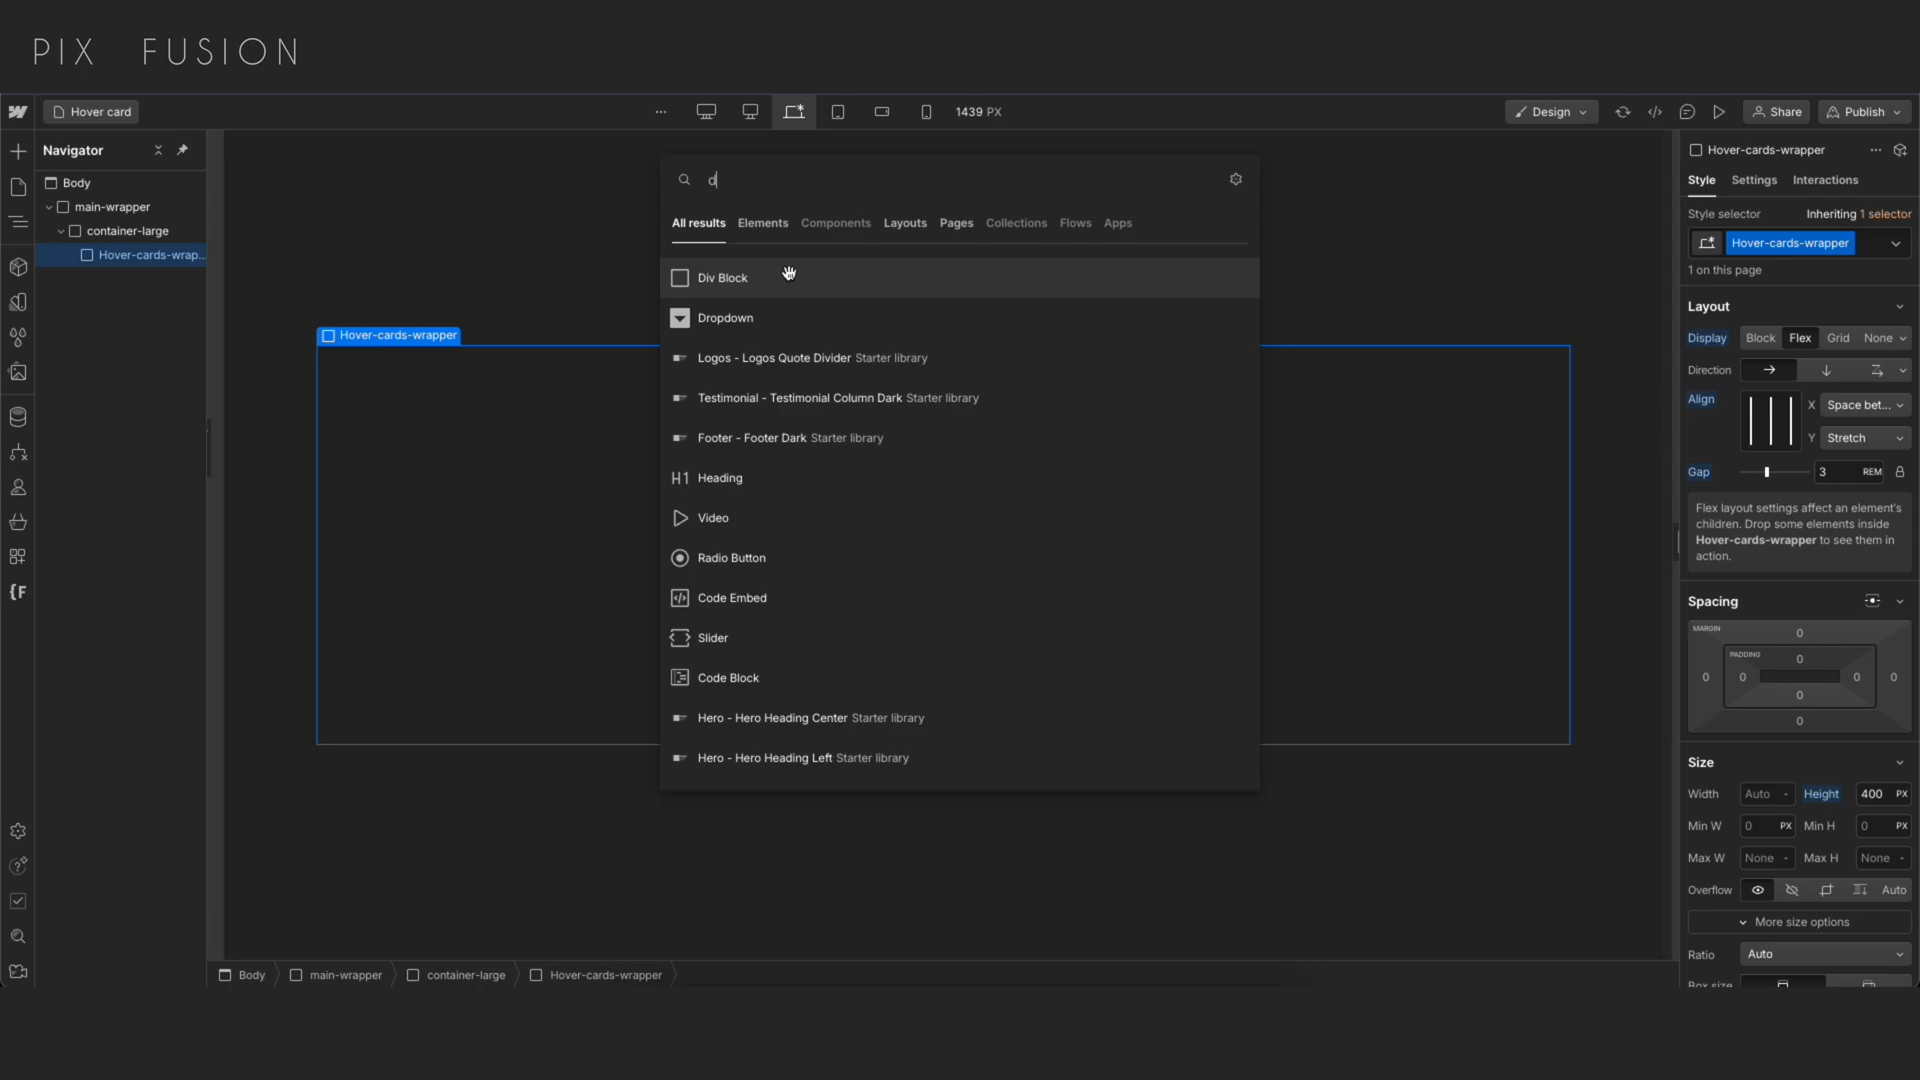 PIX FUSION
Hover card
1439 PX
Design
Share
Publish
Navigator
Body
main-wrapper
container-large
Hover-cards-wrap...
Hover-cards-wrapper
d
All results Elements Components Layouts Pages Collections Flows Apps
Div Block
Dropdown
Logos - Logos Quote Divider Starter library
Testimonial - Testimonial Column Dark Starter library
Footer - Footer Dark Starter library
H1 Heading
Video
Radio Button
Code Embed
Slider
Code Block
Hero - Hero Heading Center Starter library
Hero - Hero Heading Left Starter library
Hover-cards-wrapper
Style Settings Interactions
Style selector Inheriting 1 selector
Hover-cards-wrapper
1 on this page
Layout
Display Block Flex Grid None
Direction
Align X Space bet...
Y Stretch
Gap 3 REM
Flex layout settings affect an element's
children. Drop some elements inside
Hover-cards-wrapper to see them in
action.
Spacing
MARGIN
0
PADDING
0
0 0 0 0
0
0
Size
Width Auto - Height 400 PX
Min W 0 PX Min H 0 PX
Max W None - Max H None -
Overflow Auto
More size options
Ratio Auto
Box size
Body main-wrapper container-large Hover-cards-wrapper